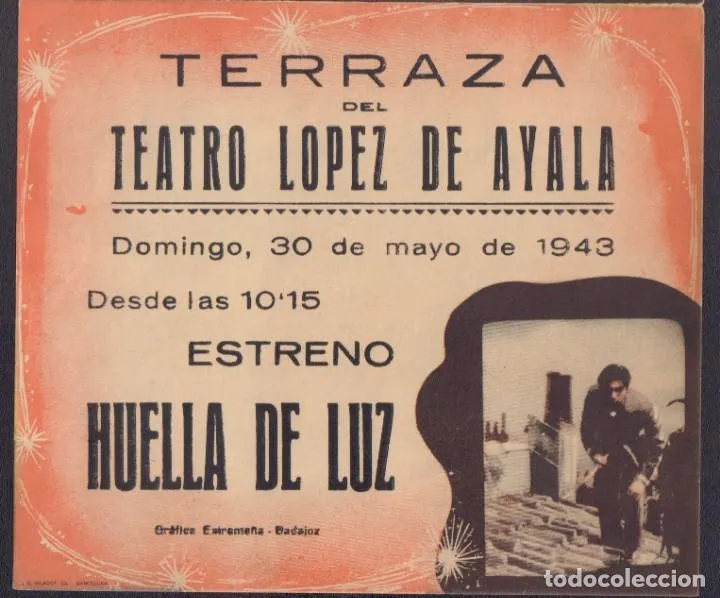 TERRAZA
DEL
TEATRO LOPEZ DE AYALA
Domingo, 30 de mayo de 1943
Desde las 10'15
ESTRENO
HUELLA DE LUZ
Gráfica Extremeña - Badajoz
BARCELONA
todocoleccion